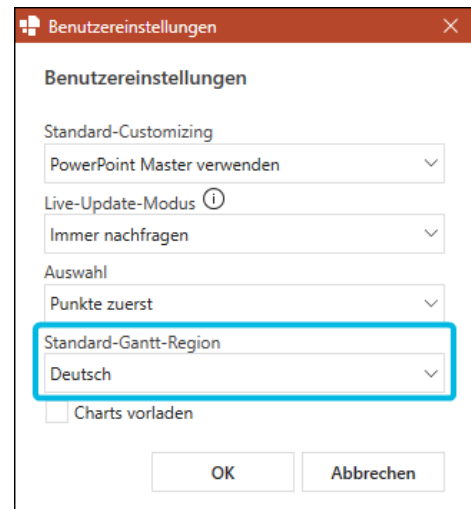 Benutzereinstellungen
Benutzereinstellungen
Standard-Customizing
PowerPoint Master verwenden
Live-Update-Modus
Immer nachfragen
Auswahl
Punkte zuerst
Standard-Gantt-Region
Deutsch
Charts vorladen
OK Abbrechen